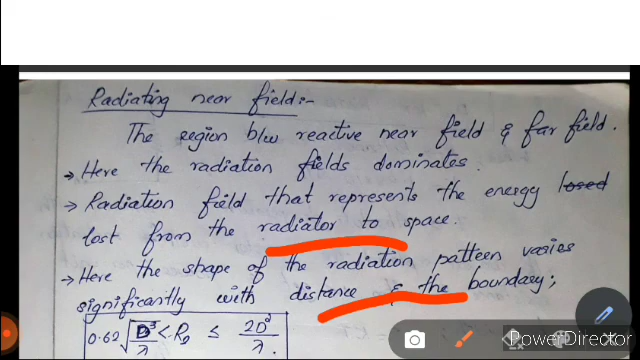 PowerDirector
Radiating near field:-
The region b/w reactive near field & far field.
→ Here the radiation fields dominates.
→ Radiation field that represents the energy losed
lost from the radiator to space.
→ Here the shape of the radiation pattern varies
significantly with distance & the boundary;
0.62 √(D³/λ) < R₂ ≤ 2D²/λ.
PowerDirector